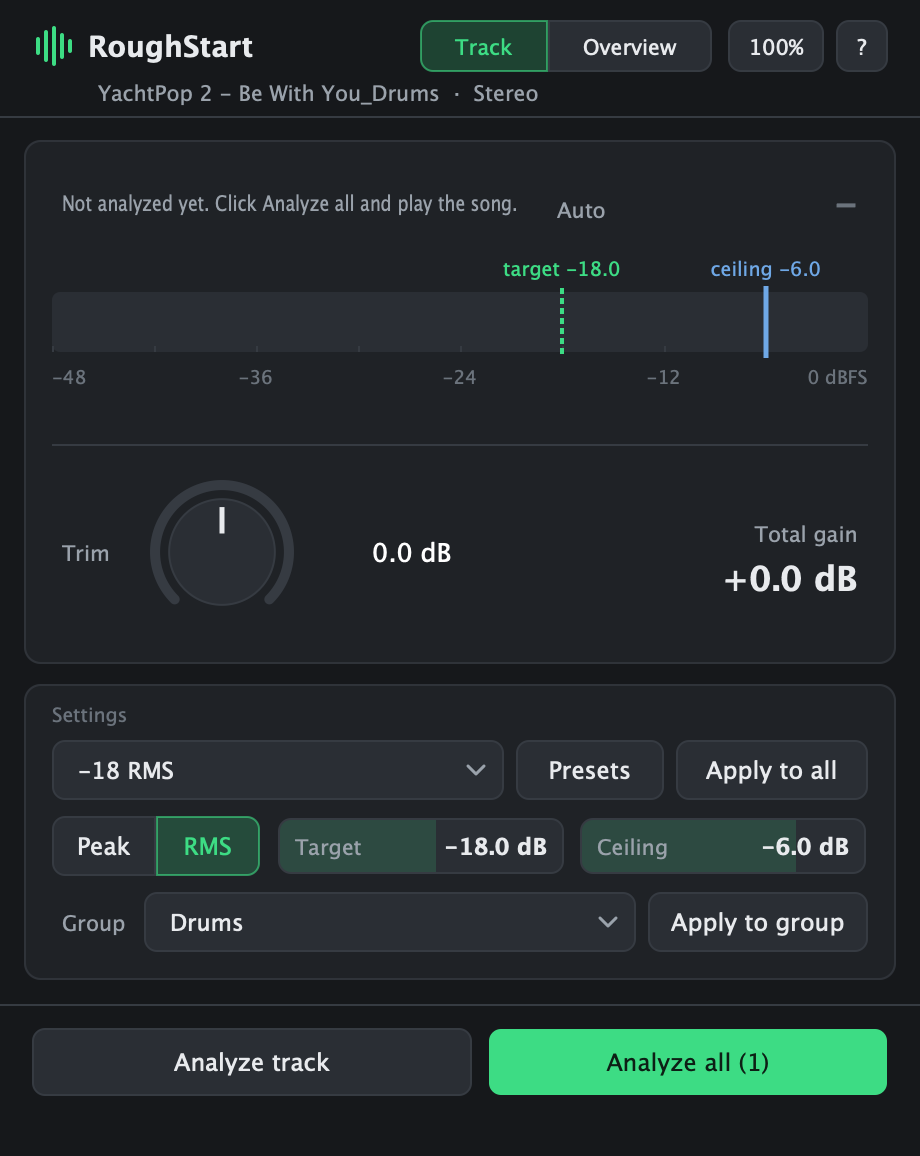 RoughStart
Track
Overview
100%
?
YachtPop 2 – Be With You_Drums · Stereo
Not analyzed yet. Click Analyze all and play the song.
Auto
–
target −18.0
ceiling −6.0
−48
−36
−24
−12
0 dBFS
Trim
0.0 dB
Total gain
+0.0 dB
Settings
−18 RMS
Presets
Apply to all
Peak
RMS
Target
−18.0 dB
Ceiling
−6.0 dB
Group
Drums
Apply to group
Analyze track
Analyze all (1)